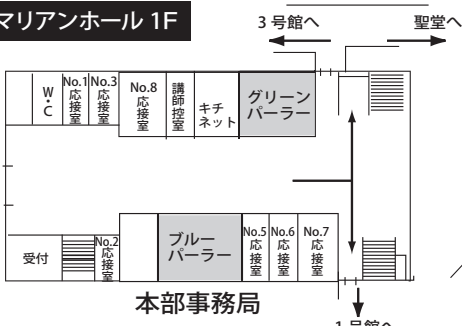 マリアンホール 1F
3 号館へ
聖堂へ
W・C
No.1応接室
No.3応接室
No.8応接室
講師控室
キチネット
グリーンパーラー
受付
No.2応接室
ブルーパーラー
No.5応接室
No.6応接室
No.7応接室
本部事務局
1 号館へ